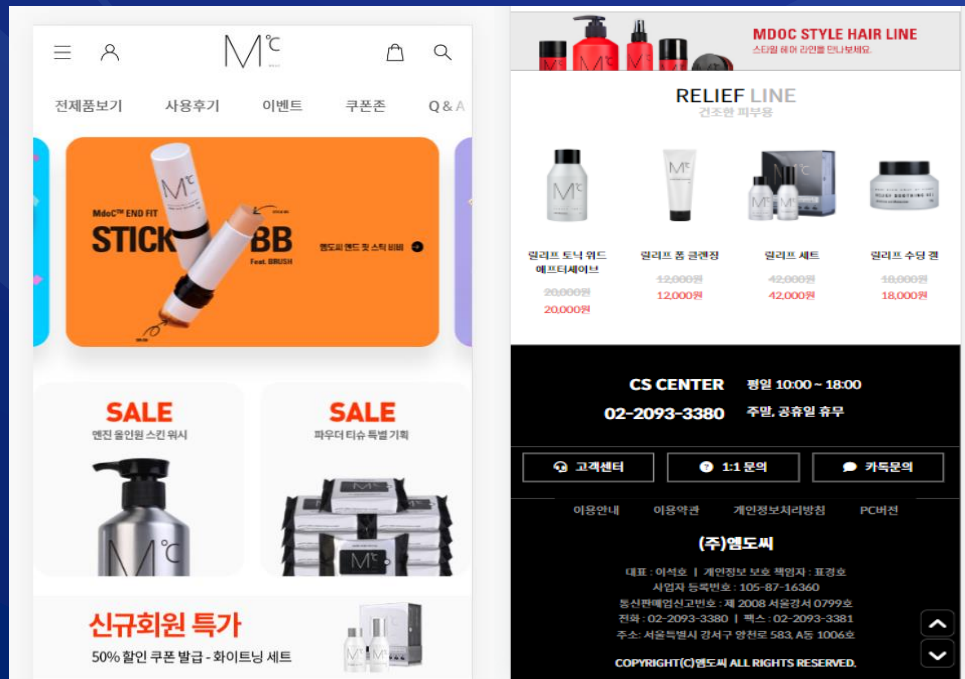 M℃
전제품보기 사용후기 이벤트 쿠폰존 Q & A
M℃
MdoC™ END FIT
STICK BB
Feat. BRUSH
엠도씨 엔드 핏 스틱 비비
SALE
엔진 올인원 스킨 워시
M℃
SALE
파우더 티슈 특별 기획
M℃
신규회원 특가
50% 할인 쿠폰 발급 - 화이트닝 세트
MDOC STYLE HAIR LINE
스타일 헤어 라인을 만나보세요.
RELIEF LINE
건조한 피부용
M℃
M℃
M℃
M℃
릴리프 토닉 위드
애프터셰이브
20,000원
20,000원
릴리프 폼 클렌징
12,000원
12,000원
릴리프 세트
42,000원
42,000원
릴리프 수딩 겔
18,000원
18,000원
CS CENTER 평일 10:00 ~ 18:00
02-2093-3380 주말, 공휴일 휴무
고객센터 1:1 문의 카톡문의
이용안내 이용약관 개인정보처리방침 PC버전
(주)엠도씨
대표 : 이석호 | 개인정보 보호 책임자 : 표경호
사업자 등록번호 : 105-87-16360
통신판매업신고번호 : 제 2008 서울강서 0799호
전화 : 02-2093-3380 | 팩스 : 02-2093-3381
주소: 서울특별시 강서구 양천로 583, A동 1006호
COPYRIGHT(C)엠도씨 ALL RIGHTS RESERVED.